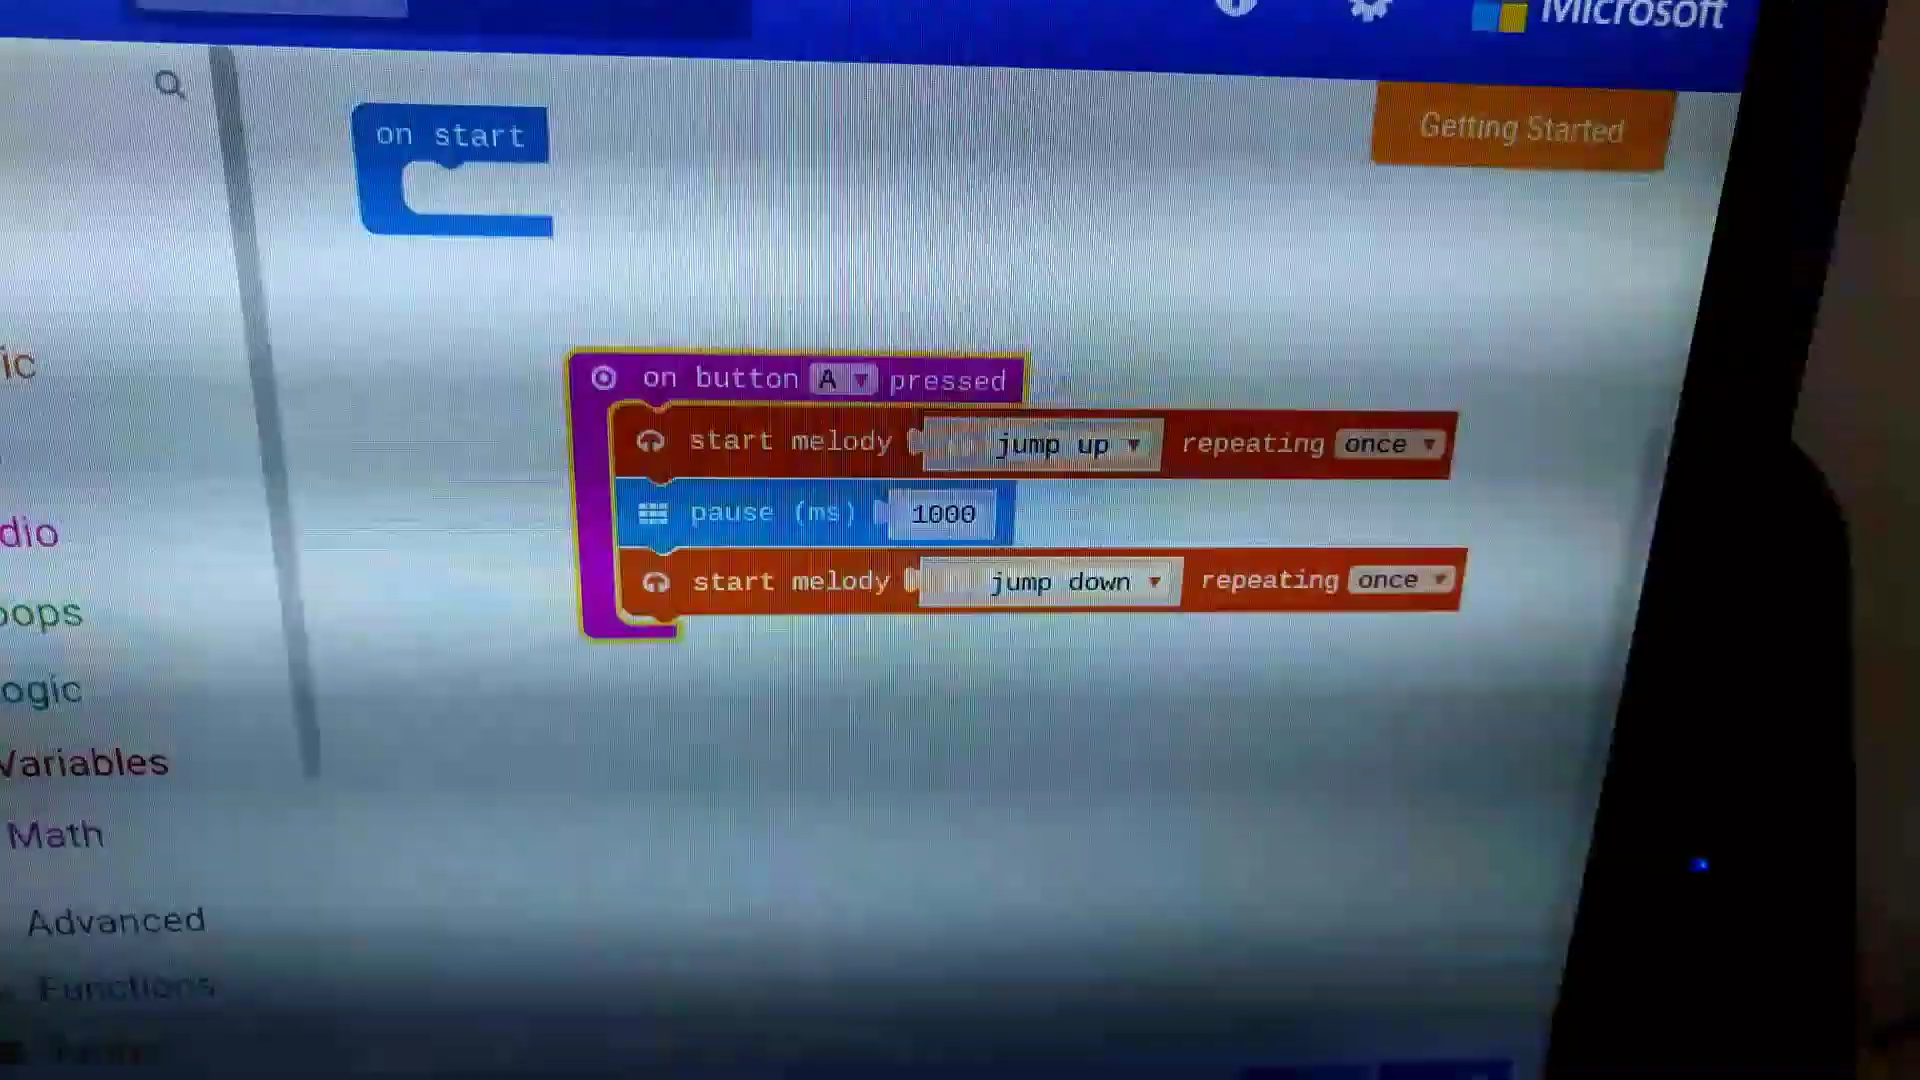 Microsoft
Getting Started
on start
on button A pressed
start melody jump up repeating once
pause (ms) 1000
start melody jump down repeating once
ic
dio
oops
ogic
Variables
Math
Advanced
Functions